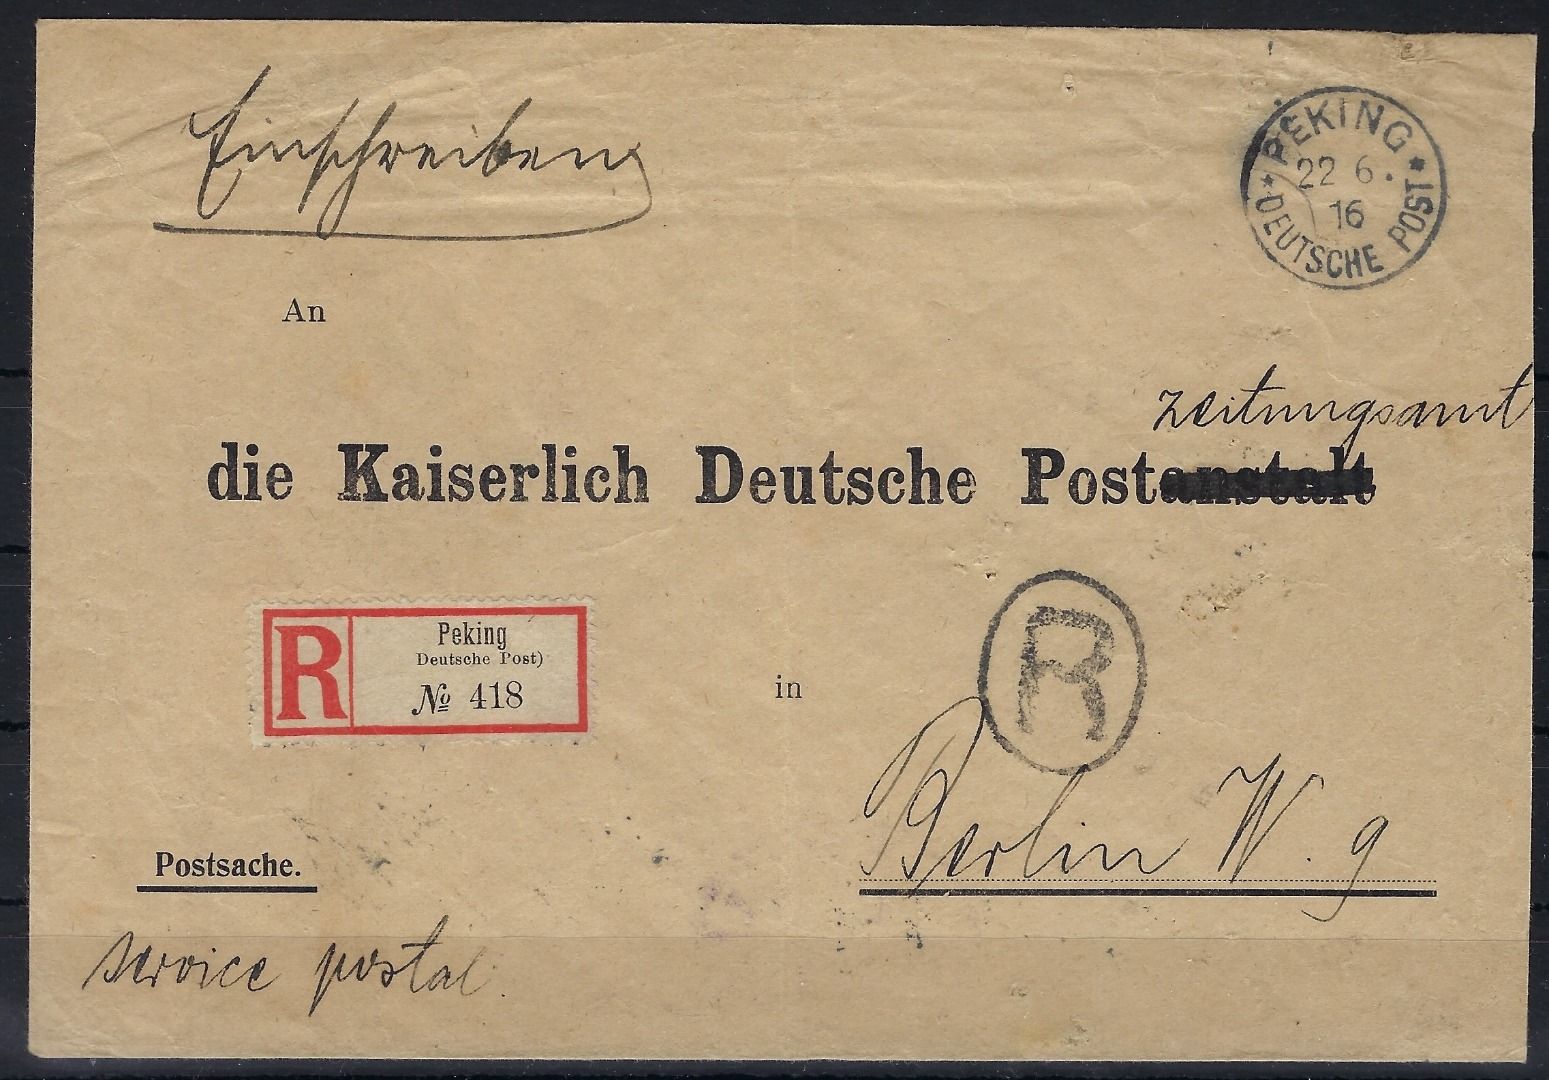 Einschreiben
PEKING
22 6.
16
* DEUTSCHE POST *
An
Zeitungsamt
die Kaiserlich Deutsche Postanstalt
R
Peking
Deutsche Post)
№ 418
in
R
Berlin W. 9
Postsache.
Service postal.